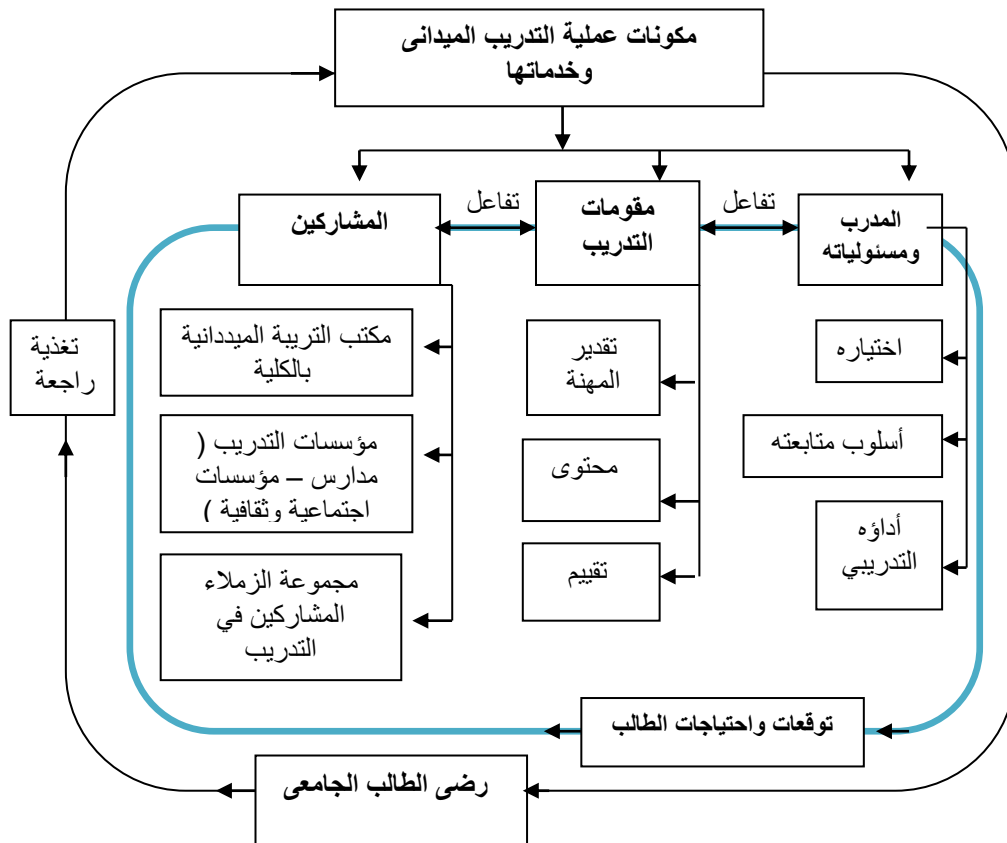 مكونات عملية التدريب الميدانى
وخدماتها
المدرب
ومسئولياته
تفاعل
مقومات
التدريب
تفاعل
المشاركين
اختياره
أسلوب متابعته
أداؤه
التدريبي
تقدير
المهنة
محتوى
تقييم
مكتب التربية الميددانية
بالكلية
مؤسسات التدريب (
مدارس – مؤسسات
اجتماعية وثقافية )
مجموعة الزملاء
المشاركين في
التدريب
تغذية
راجعة
توقعات واحتياجات الطالب
رضى الطالب الجامعى